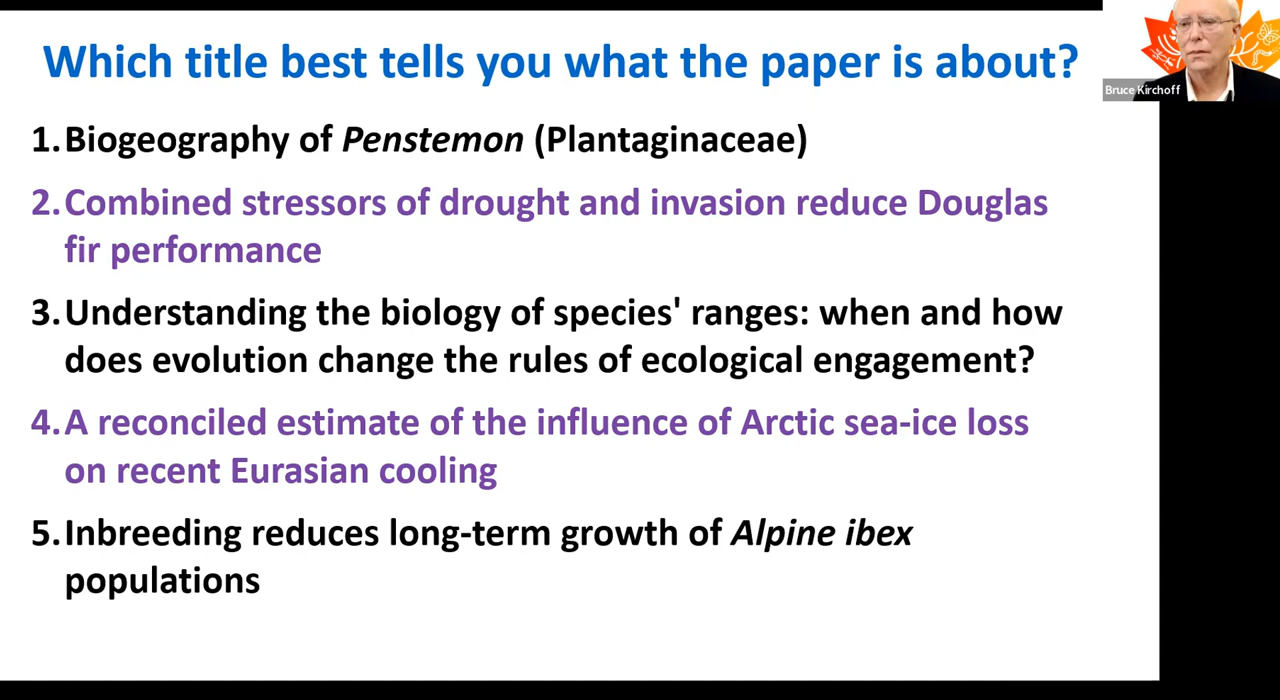 Which title best tells you what the paper is about?
Bruce Kirchoff
1. Biogeography of Penstemon (Plantaginaceae)
2. Combined stressors of drought and invasion reduce Douglas
fir performance
3. Understanding the biology of species' ranges: when and how
does evolution change the rules of ecological engagement?
4. A reconciled estimate of the influence of Arctic sea-ice loss
on recent Eurasian cooling
5. Inbreeding reduces long-term growth of Alpine ibex
populations